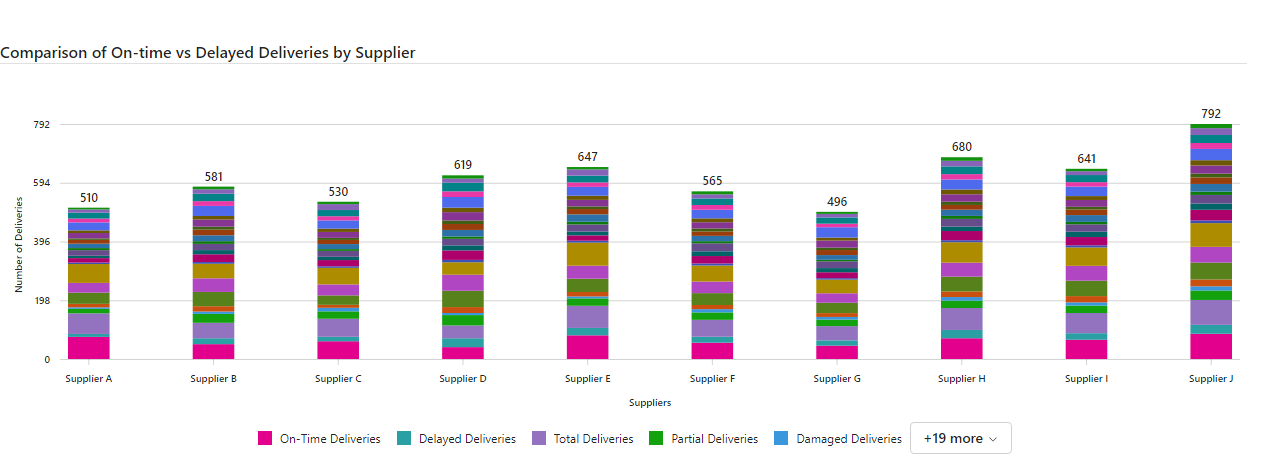 Comparison of On-time vs Delayed Deliveries by Supplier
Number of Deliveries
792
594
396
198
0
510
581
530
619
647
565
496
680
641
792
Supplier A
Supplier B
Supplier C
Supplier D
Supplier E
Supplier F
Supplier G
Supplier H
Supplier I
Supplier J
Suppliers
On-Time Deliveries
Delayed Deliveries
Total Deliveries
Partial Deliveries
Damaged Deliveries
+19 more